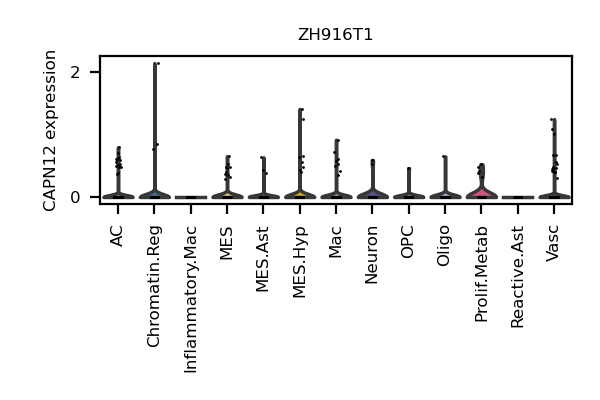 ZH916T1
CAPN12 expression
2
0
AC
Chromatin.Reg
Inflammatory.Mac
MES
MES.Ast
MES.Hyp
Mac
Neuron
OPC
Oligo
Prolif.Metab
Reactive.Ast
Vasc